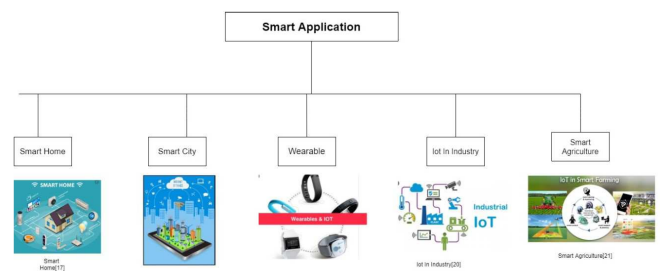 Smart Application
Smart Home
Smart City
Wearable
Iot In Industry
Smart
Agriculture
SMART HOME
Wearables & IOT
Industrial
IoT
IoT in Smart Farming
Smart
Home[17]
Iot In Industry[20]
Smart Agriculture[21]